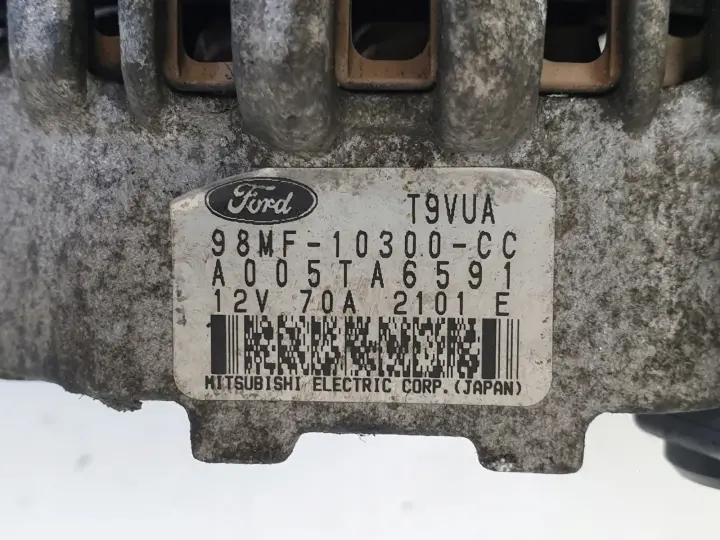 Ford T9VUA
98MF-10300-CC
A005TA6591
12V 70A 2101 E
MITSUBISHI ELECTRIC CORP.(JAPAN)